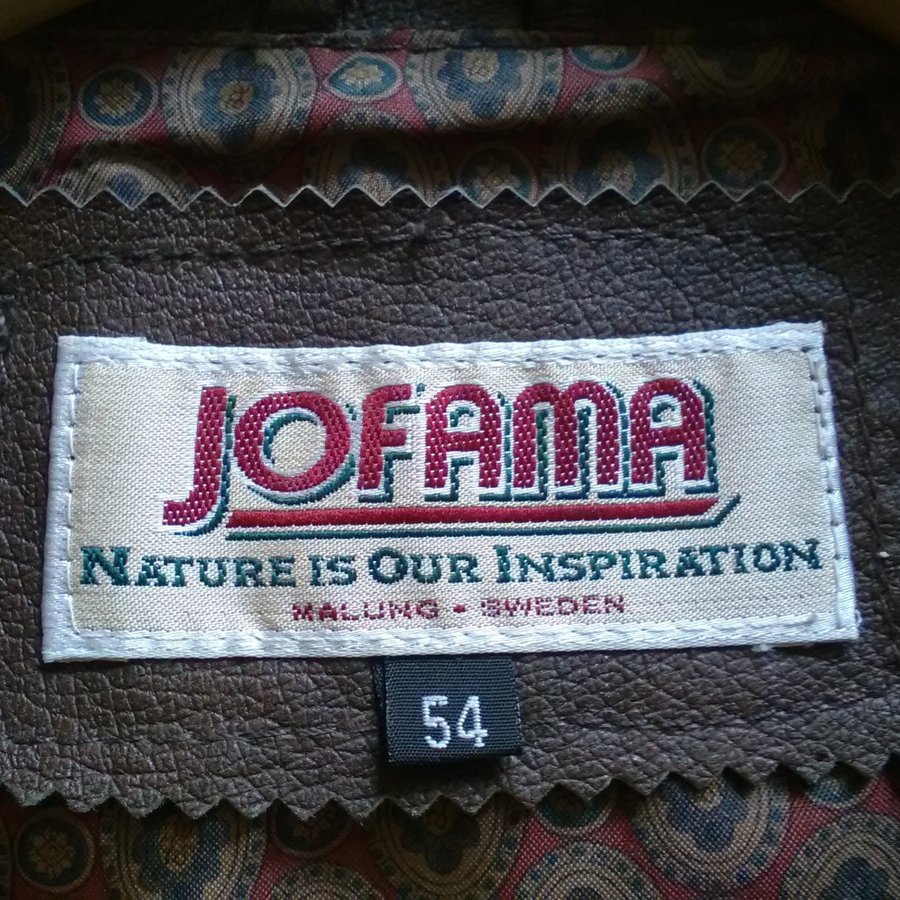 JOFAMA
NATURE IS OUR INSPIRATION
MALUNG • SWEDEN
54